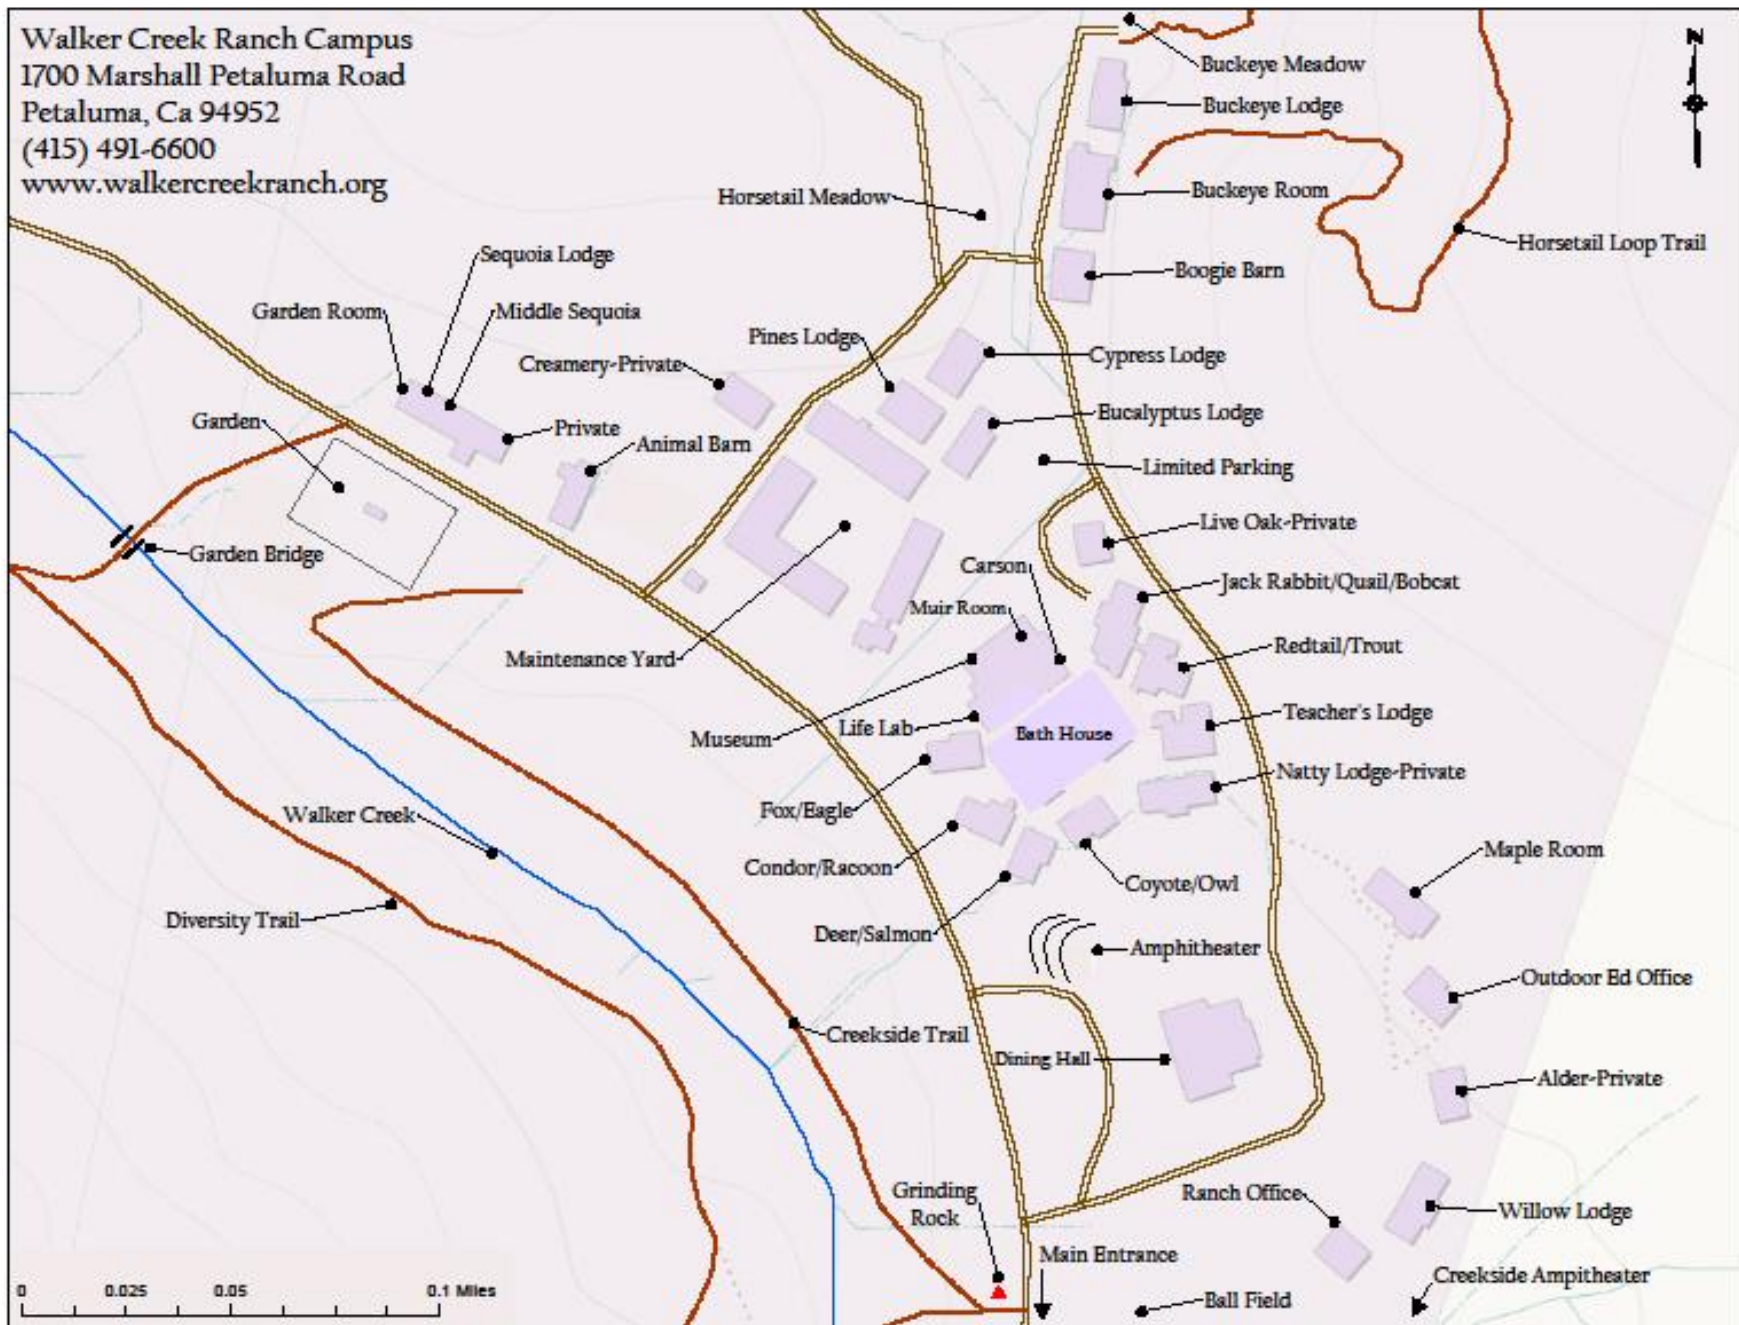 Walker Creek Ranch Campus
1700 Marshall Petaluma Road
Petaluma, Ca 94952
(415) 491-6600
www.walkercreekranch.org
N
Buckeye Meadow
Buckeye Lodge
Buckeye Room
Horsetail Meadow
Horsetail Loop Trail
Sequoia Lodge
Boogie Barn
Garden Room
Middle Sequoia
Pines Lodge
Cypress Lodge
Creamery-Private
Eucalyptus Lodge
Garden
Private
Animal Barn
Limited Parking
Live Oak-Private
Garden Bridge
Carson
Jack Rabbit/Quail/Bobcat
Muir Room
Redtail/Trout
Maintenance Yard
Teacher's Lodge
Life Lab
Bath House
Museum
Natty Lodge-Private
Fox/Eagle
Walker Creek
Maple Room
Condor/Racoon
Coyote/Owl
Diversity Trail
Deer/Salmon
Amphitheater
Outdoor Ed Office
Creekside Trail
Dining Hall
Alder-Private
Grinding
Rock
Ranch Office
Willow Lodge
Main Entrance
Creekside Ampitheater
Ball Field
0 0.025 0.05 0.1 Miles